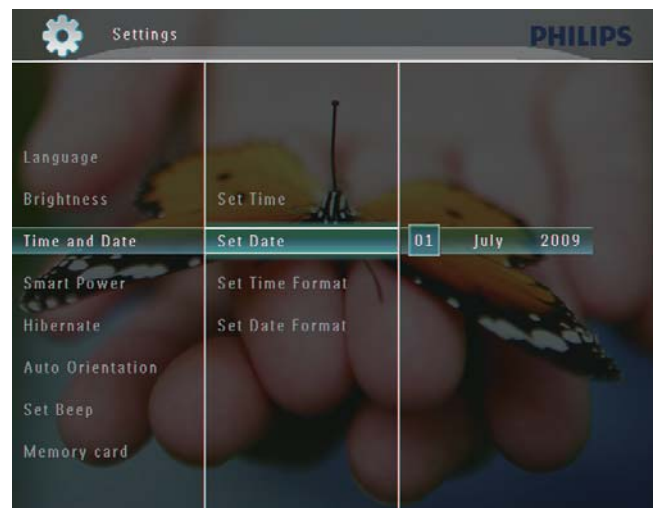 Settings
PHILIPS
Language
Brightness
Set Time
Time and Date
Set Date
01 July 2009
Smart Power
Set Time Format
Hibernate
Set Date Format
Auto Orientation
Set Beep
Memory card